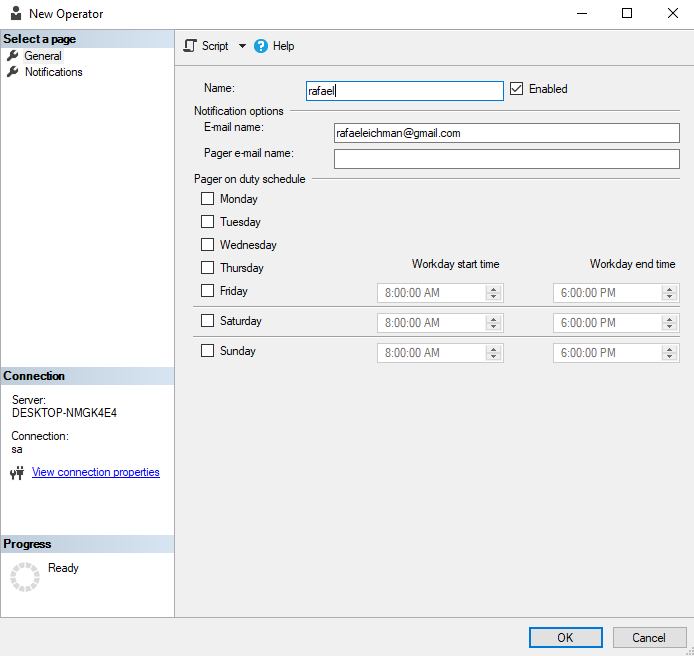 New Operator
Select a page
General
Notifications
Script
Help
Name:
rafael
Enabled
Notification options
E-mail name:
rafaeleichman@gmail.com
Pager e-mail name:
Pager on duty schedule
Monday
Tuesday
Wednesday
Thursday
Workday start time
Workday end time
Friday
8:00:00 AM
6:00:00 PM
Saturday
8:00:00 AM
6:00:00 PM
Sunday
8:00:00 AM
6:00:00 PM
Connection
Server:
DESKTOP-NMGK4E4
Connection:
sa
View connection properties
Progress
Ready
OK
Cancel